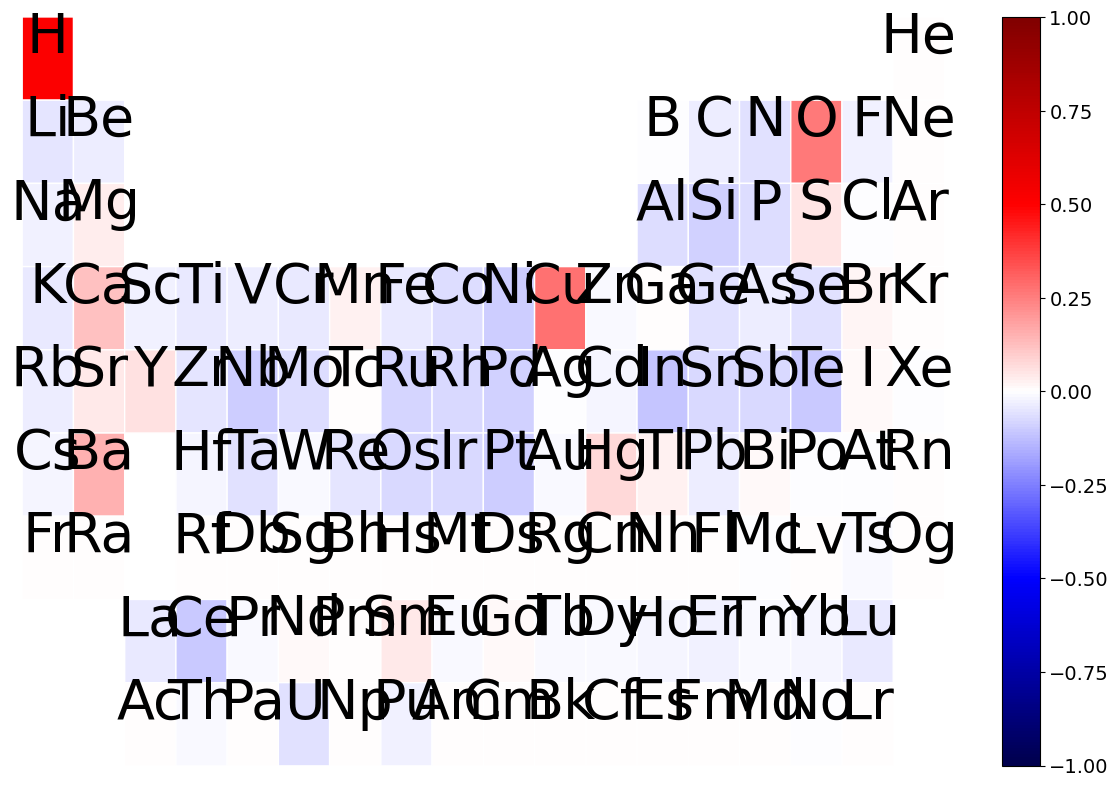 H He
Li Be B C N O F Ne
Na Mg Al Si P S Cl Ar
K Ca Sc Ti V Cr Mn Fe Co Ni Cu Zn Ga Ge As Se Br Kr
Rb Sr Y Zr Nb Mo Tc Ru Rh Pd Ag Cd In Sn Sb Te I Xe
Cs Ba Hf Ta W Re Os Ir Pt Au Hg Tl Pb Bi Po At Rn
Fr Ra Rf Db Sg Bh Hs Mt Ds Rg Cn Nh Fl Mc Lv Ts Og
La Ce Pr Nd Pm Sm Eu Gd Tb Dy Ho Er Tm Yb Lu
Ac Th Pa U Np Pu Am Cm Bk Cf Es Fm Md No Lr
1.00
0.75
0.50
0.25
0.00
−0.25
−0.50
−0.75
−1.00